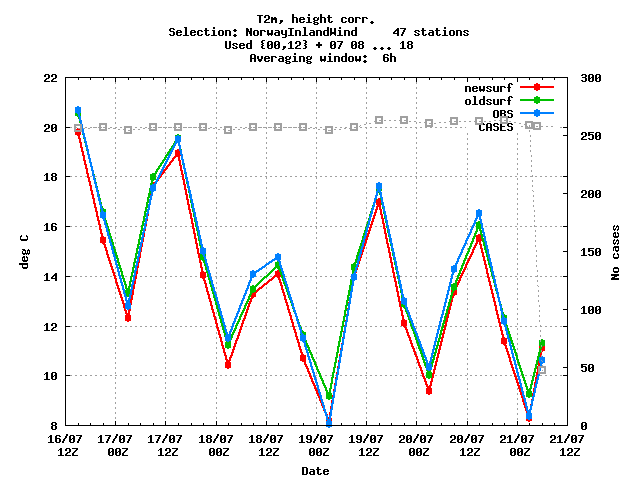 T2m, height corr.
Selection: NorwayInlandWind     47 stations
Used {00,12} + 07 08 ... 18
Averaging window:  6h
22 300
newsurf
oldsurf
OBS
CASES
20 250
18 200
16
deg C
No cases
14 150
12 100
10 50
8 0
16/07 17/07 17/07 18/07 18/07 19/07 19/07 20/07 20/07 21/07 21/07
12Z 00Z 12Z 00Z 12Z 00Z 12Z 00Z 12Z 00Z 12Z
Date